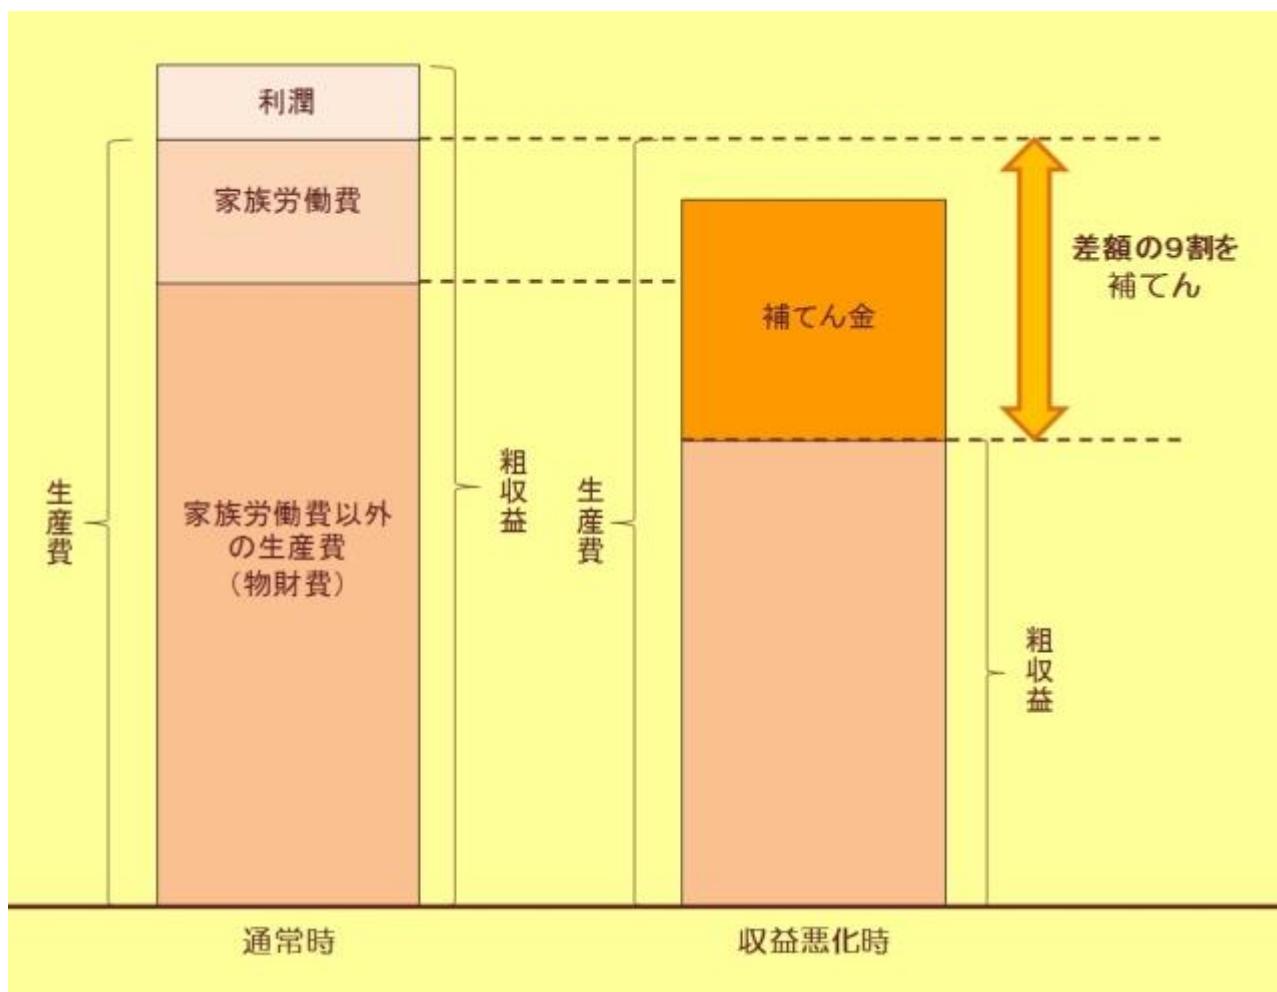 利潤
家族労働費
家族労働費以外
の生産費
（物財費）
生産費
粗収益
通常時
補てん金
生産費
粗収益
差額の9割を
補てん
収益悪化時